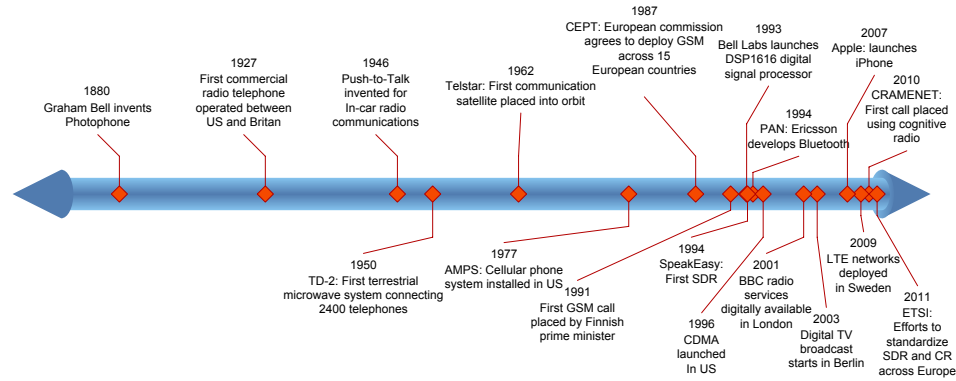 1880
Graham Bell invents
Photophone
1927
First commercial
radio telephone
operated between
US and Britan
1946
Push-to-Talk
invented for
In-car radio
communications
1962
Telstar: First communication
satellite placed into orbit
1987
CEPT: European commission
agrees to deploy GSM
across 15
European countries
1993
Bell Labs launches
DSP1616 digital
signal processor
1994
PAN: Ericsson
develops Bluetooth
2007
Apple: launches
iPhone
2010
CRAMENET:
First call placed
using cognitive
radio
1950
TD-2: First terrestrial
microwave system connecting
2400 telephones
1977
AMPS: Cellular phone
system installed in US
1991
First GSM call
placed by Finnish
prime minister
1994
SpeakEasy:
First SDR
1996
CDMA
launched
In US
2001
BBC radio
services
digitally available
in London
2003
Digital TV
broadcast
starts in Berlin
2009
LTE networks
deployed
in Sweden
2011
ETSI:
Efforts to
standardize
SDR and CR
across Europe